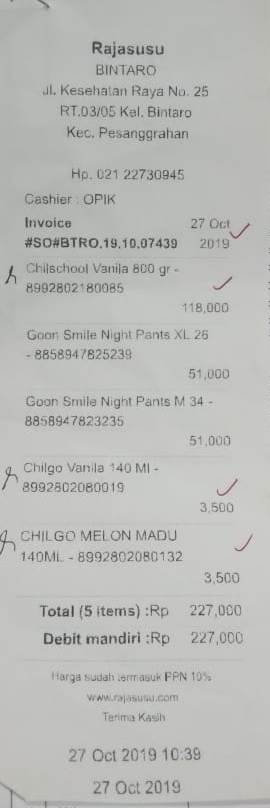 Rajasusu
BINTARO
Jl. Kesehatan Raya No. 25
RT.03/05 Kel. Bintaro
Kec. Pesanggrahan
Hp. 021 22730945
Cashier : OPIK
Invoice 27 Oct
#SO#BTRO.19.10.07439 2019
Chilschool Vanila 800 gr -
8992802180085
118,000
Goon Smile Night Pants XL 26
- 8858947825239
51,000
Goon Smile Night Pants M 34 -
8858947823235
51,000
Chilgo Vanila 140 Ml -
8992802080019
3,500
CHILGO MELON MADU
140ML - 8992802080132
3,500
Total (5 items) :Rp 227,000
Debit mandiri :Rp 227,000
Harga sudah termasuk PPN 10%
www.rajasusu.com
Terima Kasih
27 Oct 2019 10:39
27 Oct 2019